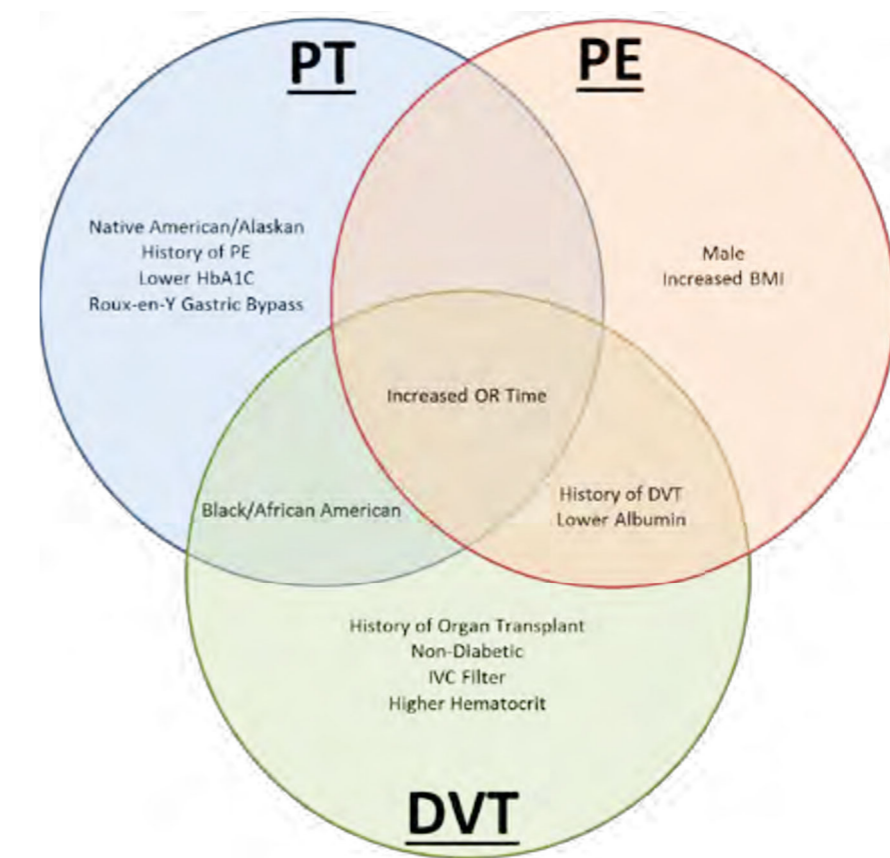 PT
PE
Native American/Alaskan
History of PE
Lower HbA1C
Roux-en-Y Gastric Bypass
Male
Increased BMI
Increased OR Time
Black/African American
History of DVT
Lower Albumin
History of Organ Transplant
Non-Diabetic
IVC Filter
Higher Hematocrit
DVT